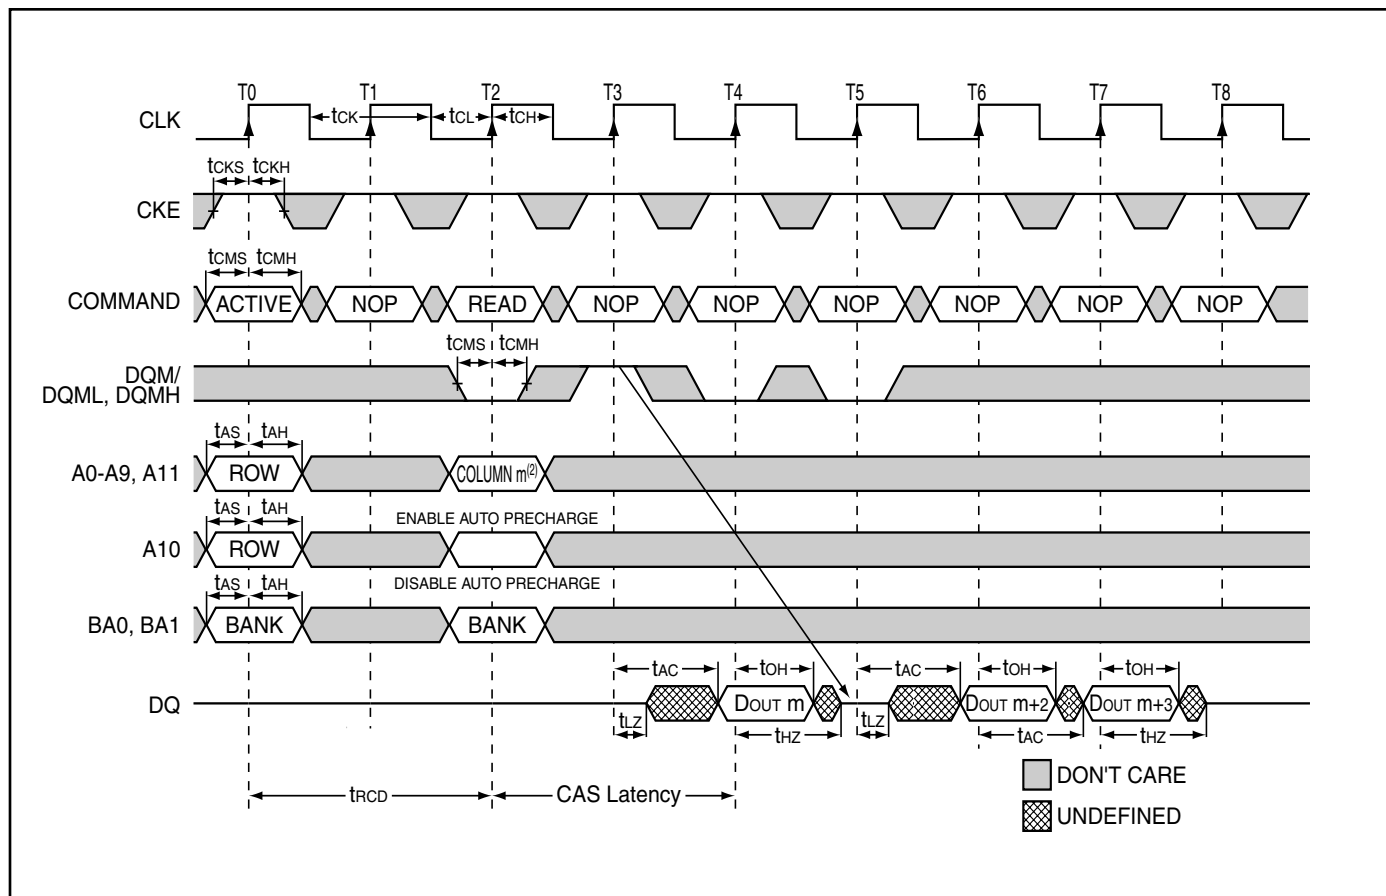 T0 T1 T2 T3 T4 T5 T6 T7 T8
CLK tCK tCL tCH
tCKS tCKH
CKE
tCMS tCMH
COMMAND ACTIVE NOP READ NOP NOP NOP NOP NOP NOP
tCMS tCMH
DQM/
DQML, DQMH
tAS tAH
A0-A9, A11 ROW COLUMN m(2)
tAS tAH ENABLE AUTO PRECHARGE
A10 ROW
tAS tAH DISABLE AUTO PRECHARGE
BA0, BA1 BANK BANK
tAC tOH tAC tOH tOH
DQ DOUT m DOUT m+2 DOUT m+3
tLZ tHZ tLZ tAC tHZ
DON'T CARE
tRCD CAS Latency
UNDEFINED